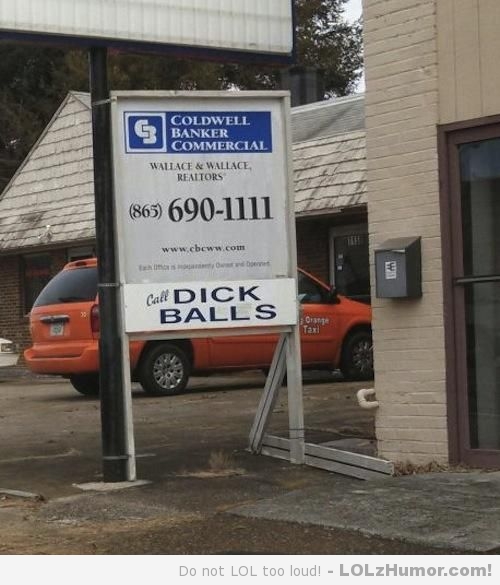 COLDWELL
BANKER
COMMERCIAL
CB
WALLACE & WALLACE,
REALTORS®
(865) 690-1111
www.cbcww.com
Each Office is Independently Owned and Operated.
Call DICK
BALLS
Orange
Taxi
Do not LOL too loud! - LOLzHumor.com!